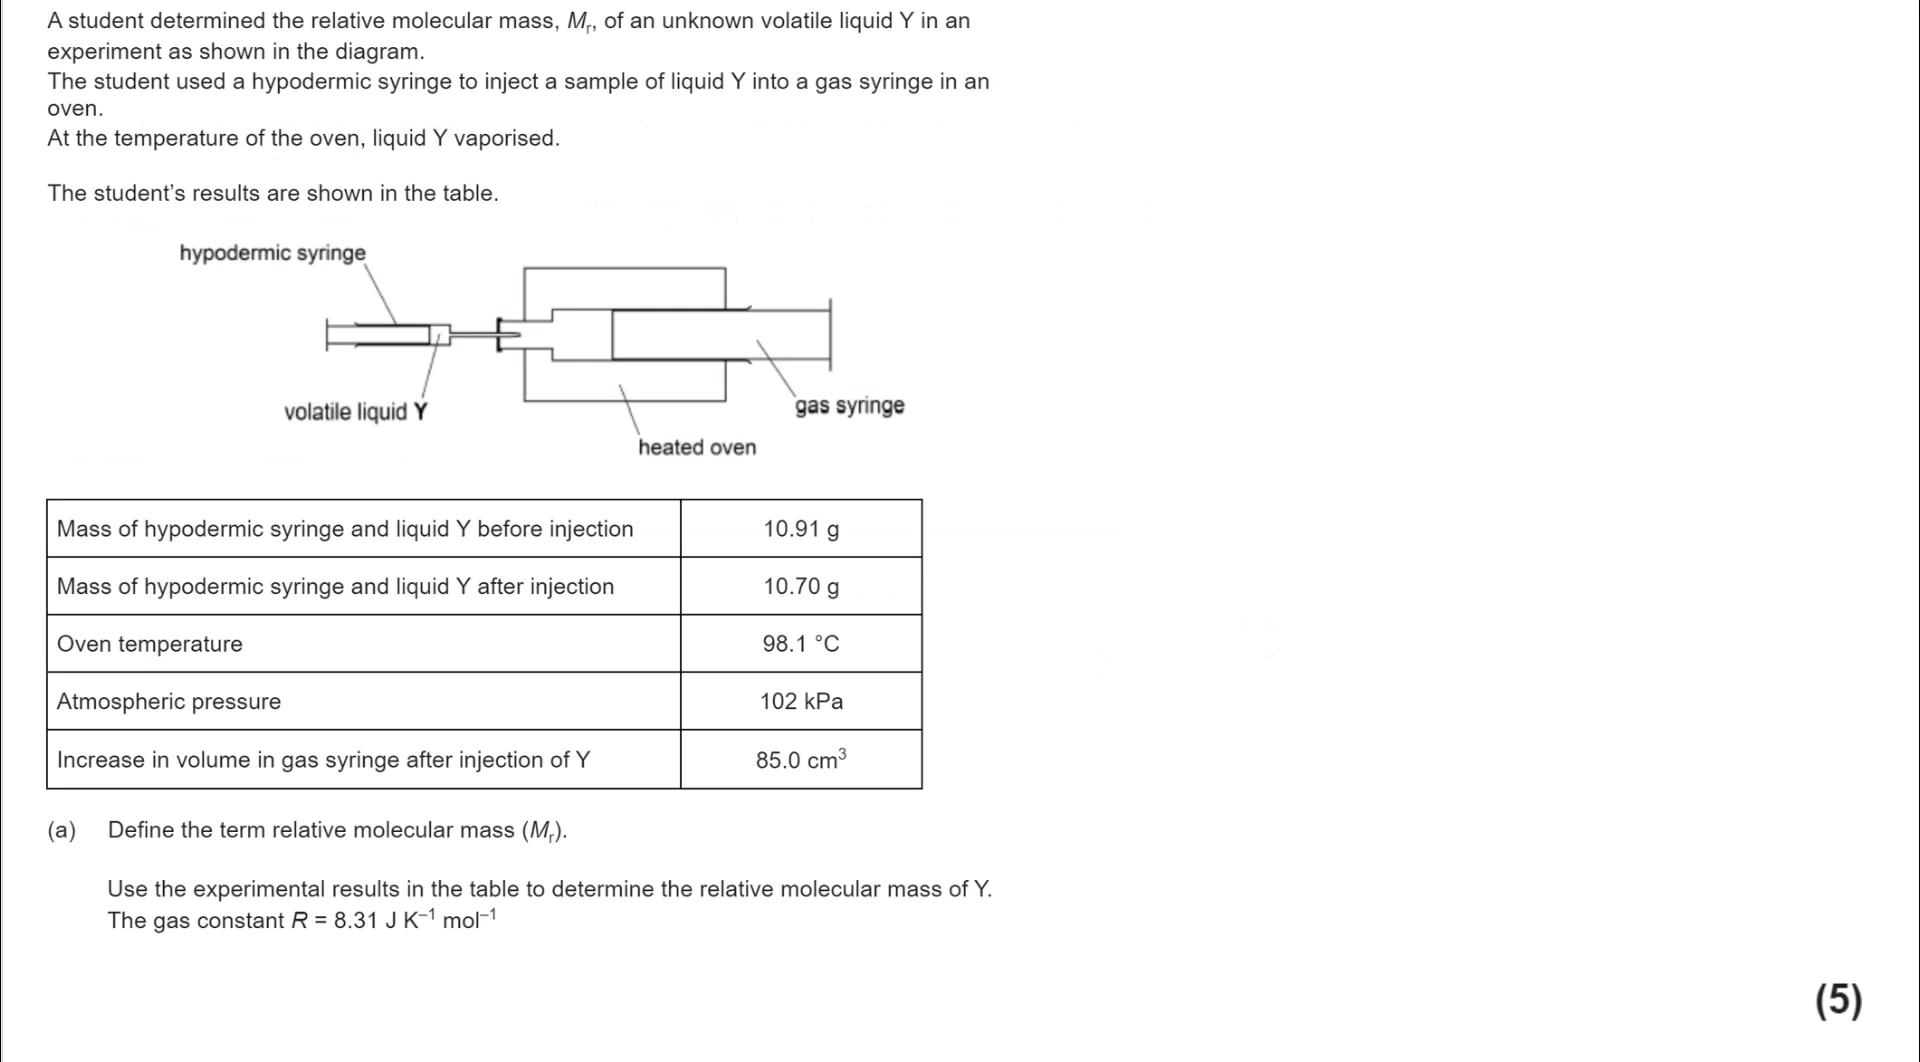 A student determined the relative molecular mass, Mr, of an unknown volatile liquid Y in an
experiment as shown in the diagram.
The student used a hypodermic syringe to inject a sample of liquid Y into a gas syringe in an
oven.
At the temperature of the oven, liquid Y vaporised.
The student's results are shown in the table.
hypodermic syringe
volatile liquid Y
gas syringe
heated oven
Mass of hypodermic syringe and liquid Y before injection 10.91 g
Mass of hypodermic syringe and liquid Y after injection 10.70 g
Oven temperature 98.1 °C
Atmospheric pressure 102 kPa
Increase in volume in gas syringe after injection of Y 85.0 cm³
(a) Define the term relative molecular mass (Mr).
Use the experimental results in the table to determine the relative molecular mass of Y.
The gas constant R = 8.31 J K⁻¹ mol⁻¹
(5)